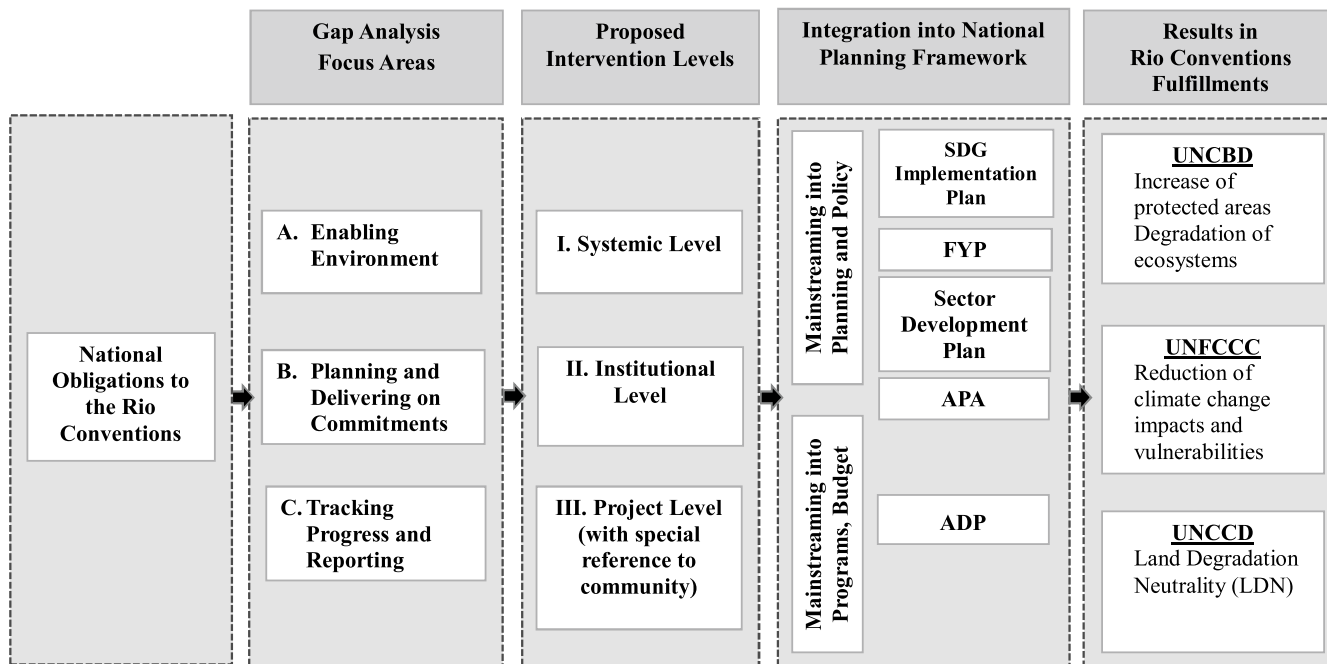 Gap Analysis
Focus Areas
Proposed
Intervention Levels
Integration into National
Planning Framework
Results in
Rio Conventions
Fulfillments
National
Obligations to
the Rio
Conventions
A. Enabling
Environment
B. Planning and
Delivering on
Commitments
C. Tracking
Progress and
Reporting
I. Systemic Level
II. Institutional
Level
III. Project Level
(with special
reference to
community)
Mainstreaming into
Planning and Policy
Mainstreaming into
Programs, Budget
SDG
Implementation
Plan
FYP
Sector
Development
Plan
APA
ADP
UNCBD
Increase of
protected areas
Degradation of
ecosystems
UNFCCC
Reduction of
climate change
impacts and
vulnerabilities
UNCCD
Land Degradation
Neutrality (LDN)